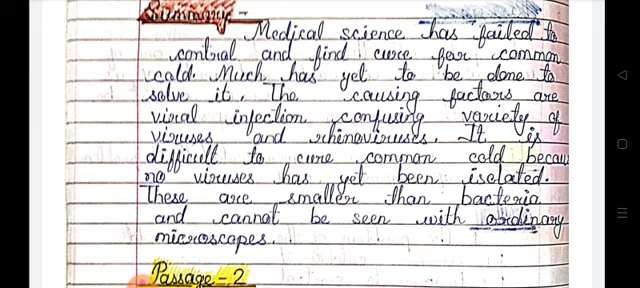 Summary -
Medical science has failed to
control and find cure for common
cold. Much has yet to be done to
solve it. The causing factors are
viral infection confusing variety of
viruses and rhinoviruses. It is
difficult to cure common cold becau
no viruses has yet been isolated.
These are smaller than bacteria
and cannot be seen with ordinary
microscopes.
Passage - 2